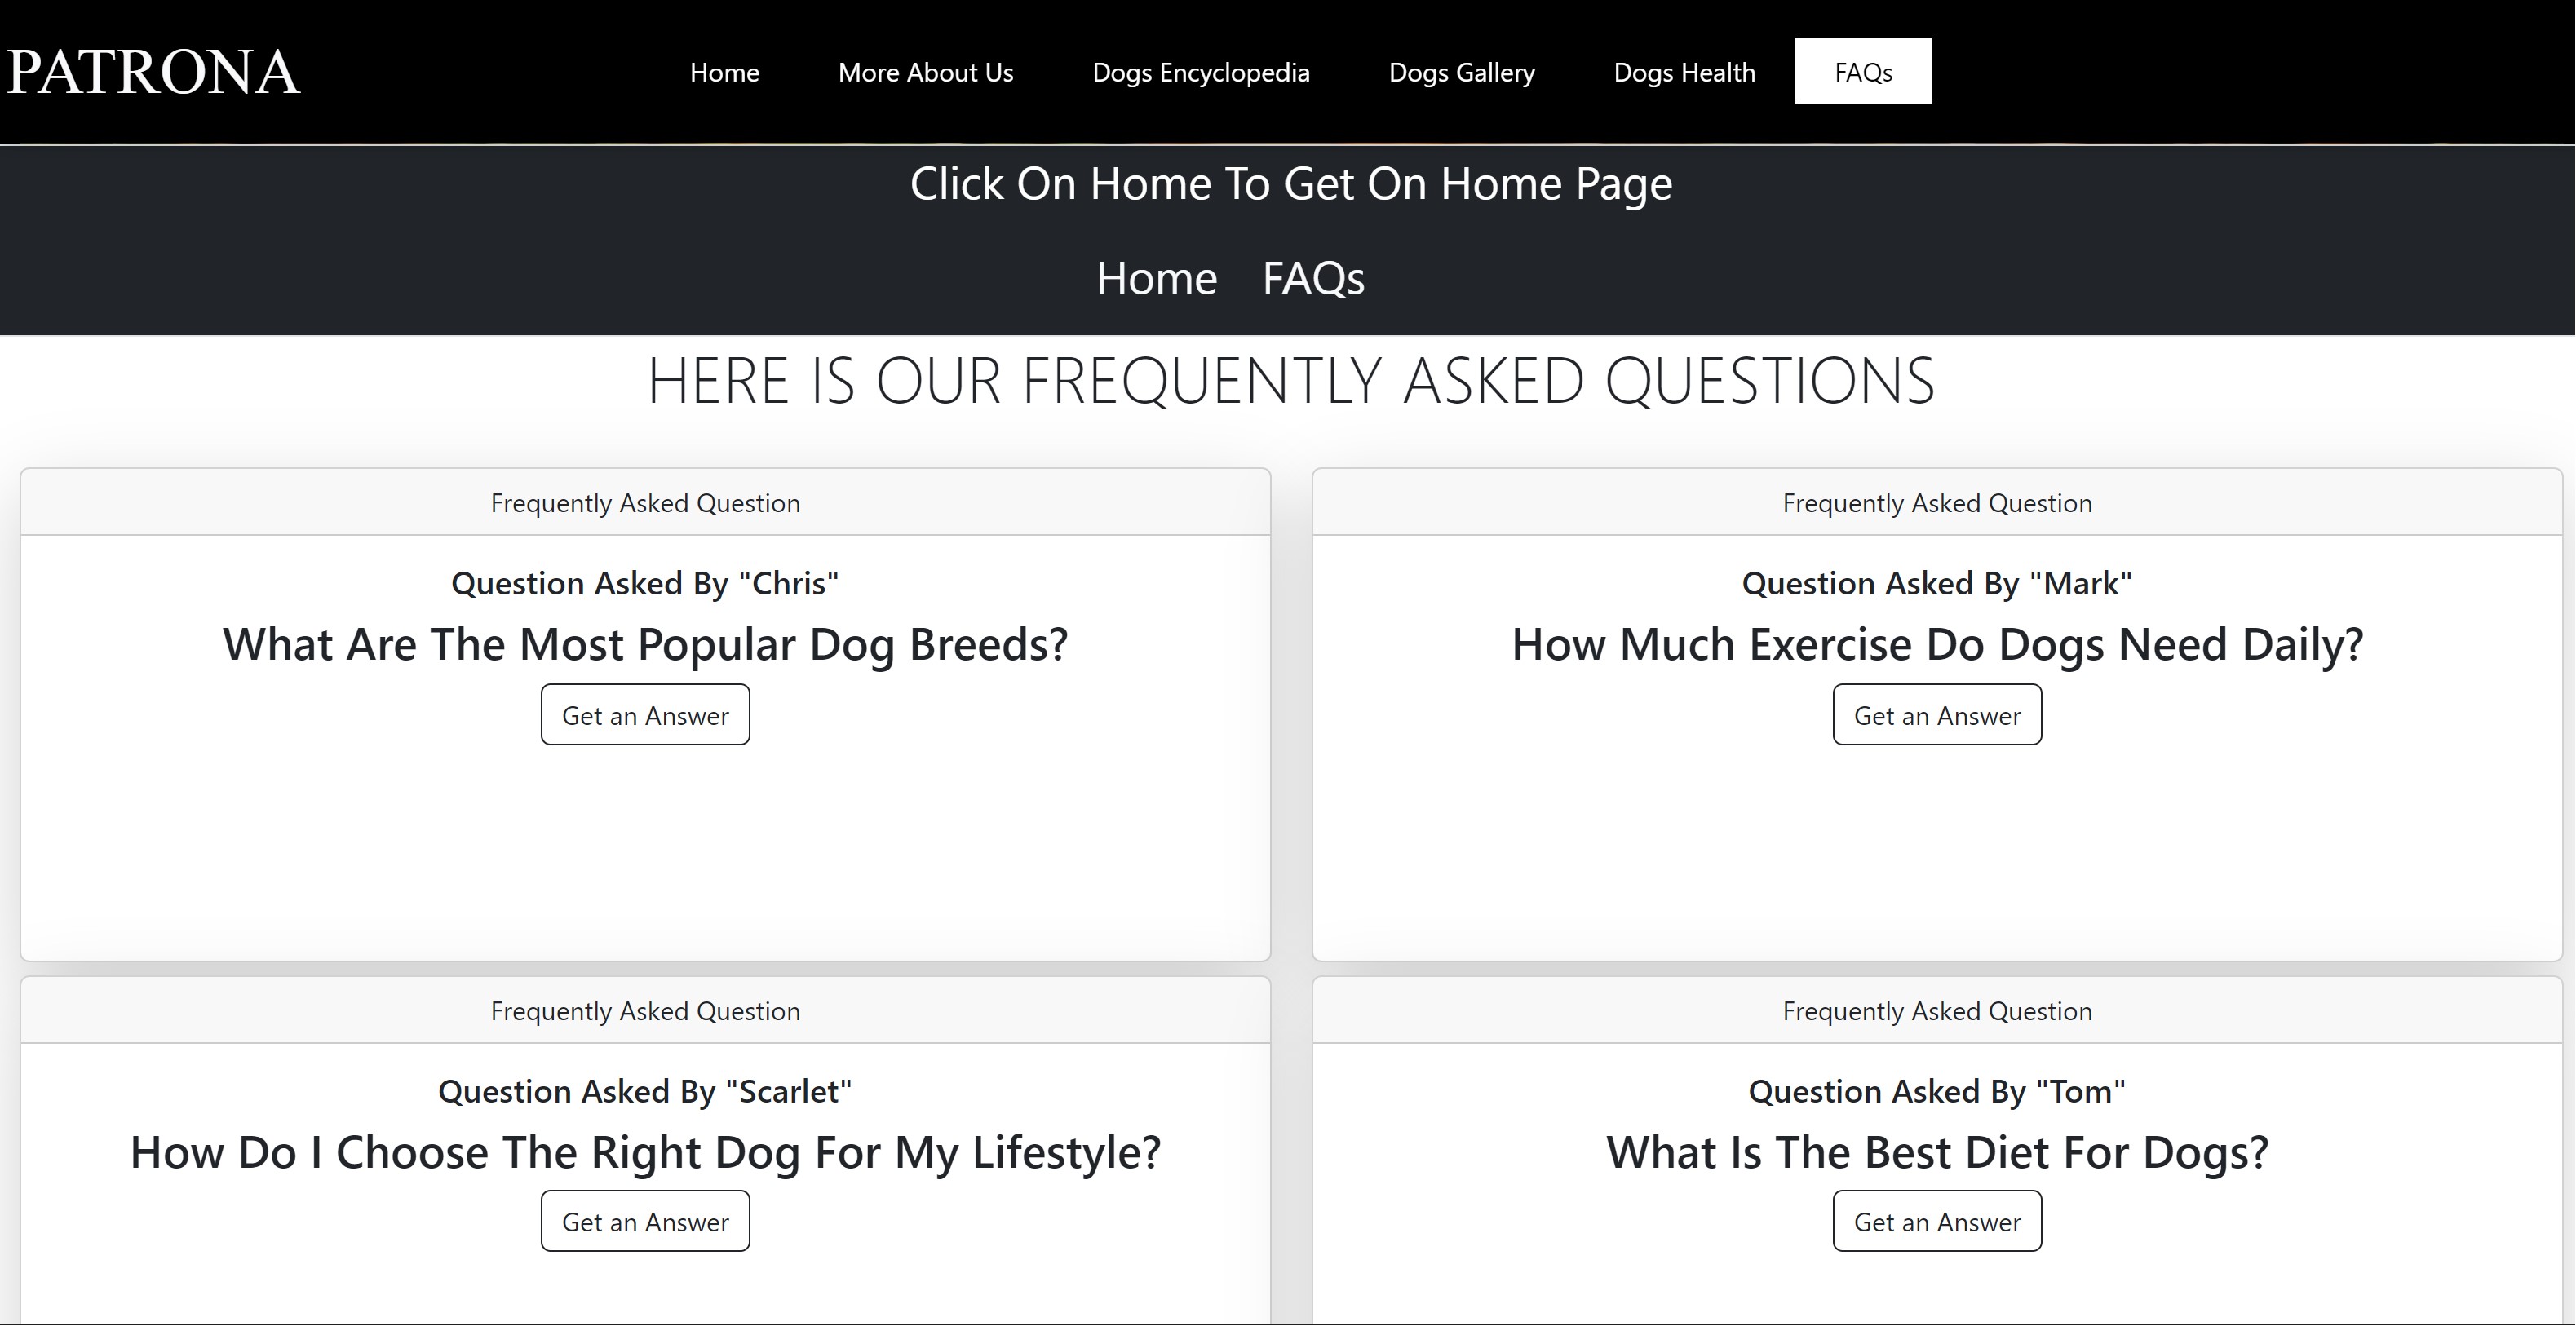 PATRONA
Home More About Us Dogs Encyclopedia Dogs Gallery Dogs Health FAQs
Click On Home To Get On Home Page
Home FAQs
HERE IS OUR FREQUENTLY ASKED QUESTIONS
Frequently Asked Question
Question Asked By "Chris"
What Are The Most Popular Dog Breeds?
Get an Answer
Frequently Asked Question
Question Asked By "Mark"
How Much Exercise Do Dogs Need Daily?
Get an Answer
Frequently Asked Question
Question Asked By "Scarlet"
How Do I Choose The Right Dog For My Lifestyle?
Get an Answer
Frequently Asked Question
Question Asked By "Tom"
What Is The Best Diet For Dogs?
Get an Answer